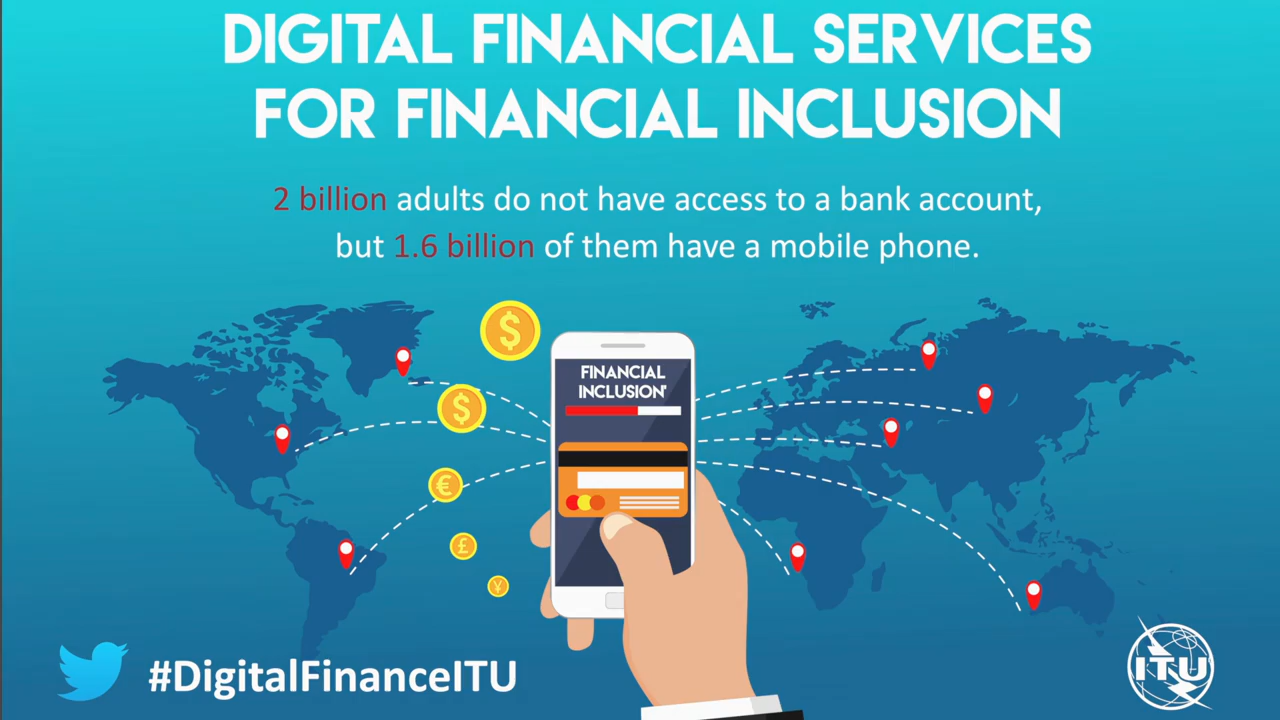 DIGITAL FINANCIAL SERVICES
FOR FINANCIAL INCLUSION
2 billion adults do not have access to a bank account,
but 1.6 billion of them have a mobile phone.
$
FINANCIAL
INCLUSION'
$
€
£
¥
#DigitalFinanceITU
ITU